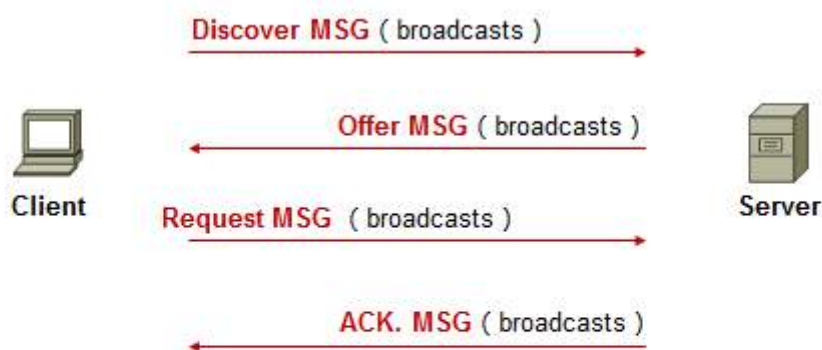 Discover MSG ( broadcasts )
Offer MSG ( broadcasts )
Client
Server
Request MSG ( broadcasts )
ACK. MSG ( broadcasts )